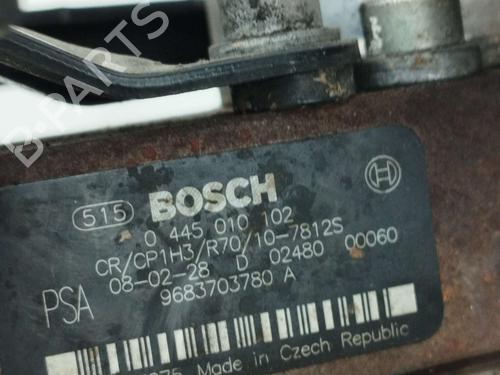 B-PARTS
515 BOSCH
0 445 010 102
CR/CP1H3/R70/10-7812S
08-02-28 D 02480 00060
PSA 9683703780 A
Made in Czech Republic